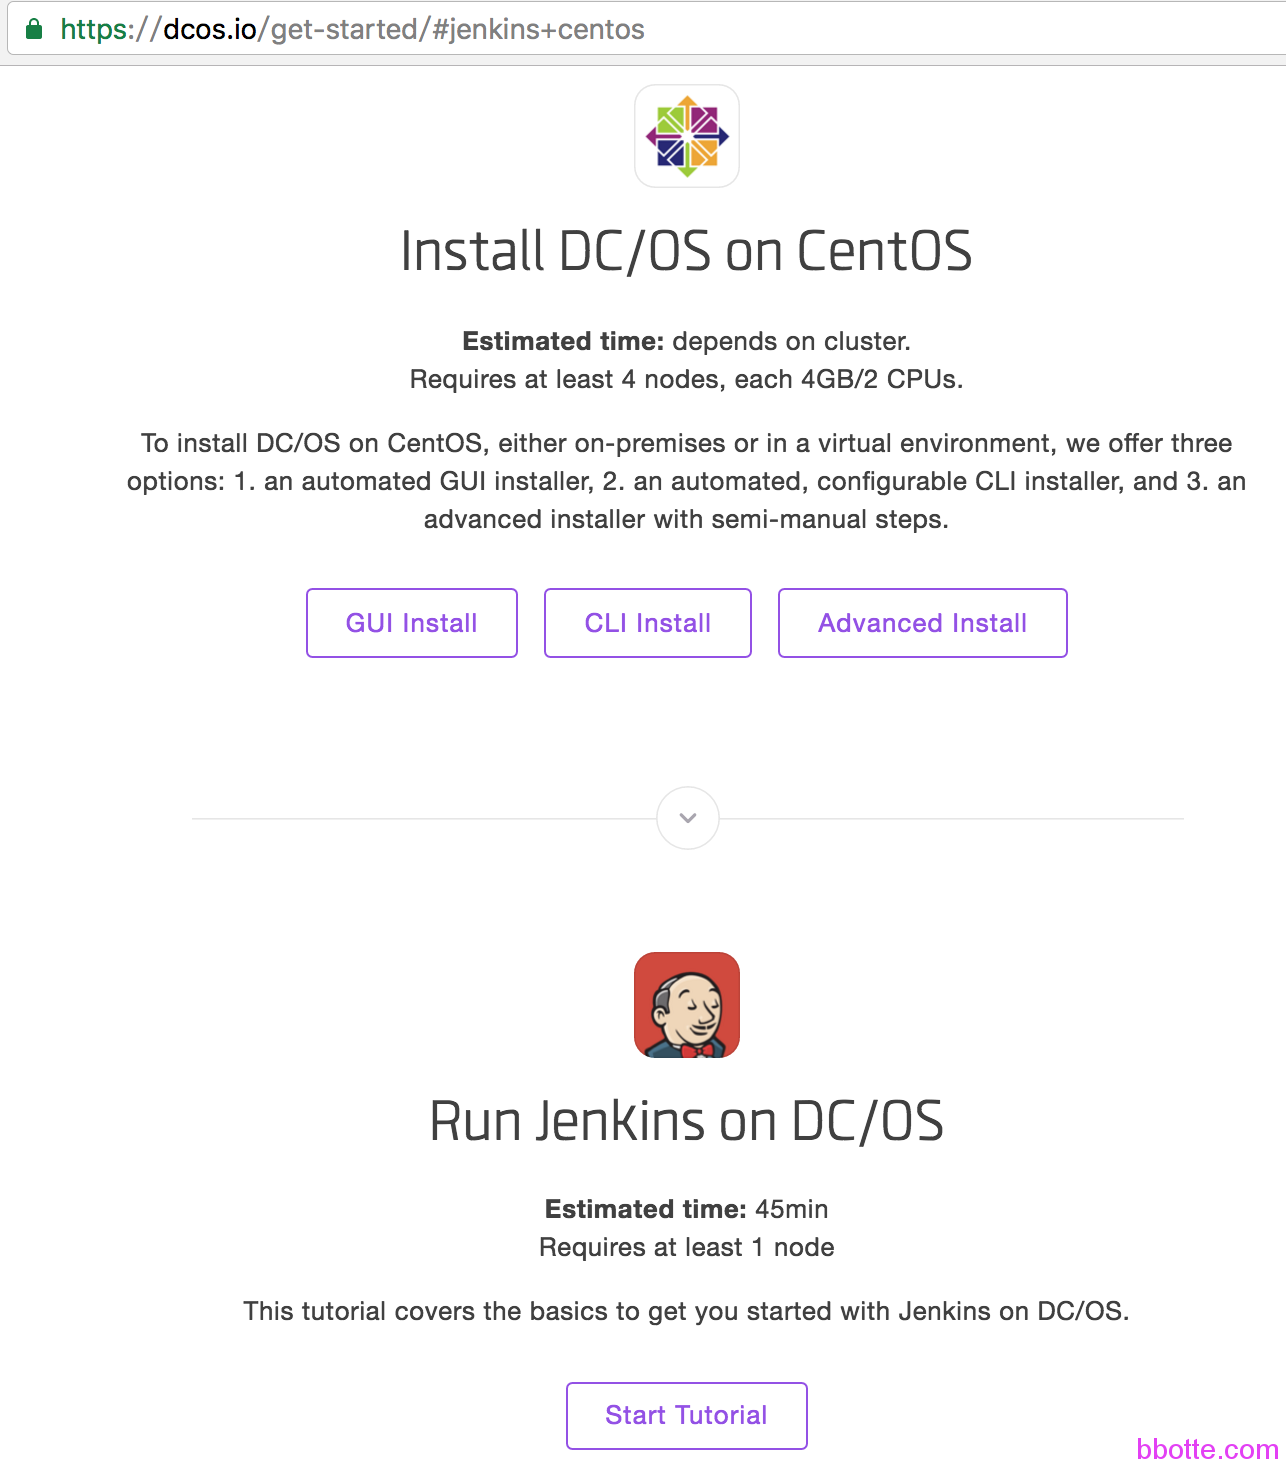 https://dcos.io/get-started/#jenkins+centos
Install DC/OS on CentOS
Estimated time: depends on cluster.
Requires at least 4 nodes, each 4GB/2 CPUs.
To install DC/OS on CentOS, either on-premises or in a virtual environment, we offer three
options: 1. an automated GUI installer, 2. an automated, configurable CLI installer, and 3. an
advanced installer with semi-manual steps.
GUI Install
CLI Install
Advanced Install
Run Jenkins on DC/OS
Estimated time: 45min
Requires at least 1 node
This tutorial covers the basics to get you started with Jenkins on DC/OS.
Start Tutorial
bbotte.com